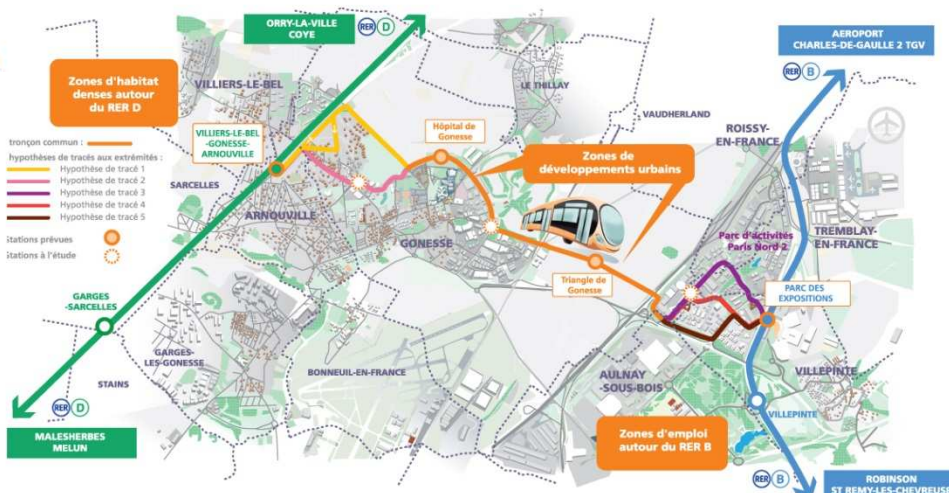 ORRY-LA-VILLE
COYE
RER D
AEROPORT
CHARLES-DE-GAULLE 2 TGV
RER B
Zones d'habitat
denses autour
du RER D
VILLIERS-LE-BEL
LE THILLAY
VAUDHERLAND
ROISSY-
EN-FRANCE
tronçon commun :
hypothèses de tracés aux extrémités :
Hypothèse de tracé 1
Hypothèse de tracé 2
Hypothèse de tracé 3
Hypothèse de tracé 4
Hypothèse de tracé 5
Stations prévues
Stations à l'étude
VILLIERS-LE-BEL
-GONESSE-
ARNOUVILLE
Hôpital de
Gonesse
Zones de
développements urbains
SARCELLES
ARNOUVILLE
GONESSE
TREMBLAY-
EN-FRANCE
Parc d'activités
Paris Nord 2
Triangle de
Gonesse
PARC DES
EXPOSITIONS
GARGES
-SARCELLES
GARGES-
LES-GONESSE
STAINS
BONNEUIL-EN-FRANCE
AULNAY
-SOUS-BOIS
VILLEPINTE
VILLEPINTE
RER D
MALESHERBES
MELUN
Zones d'emploi
autour du RER B
RER B
ROBINSON
ST REMY-LES-CHEVREUSE